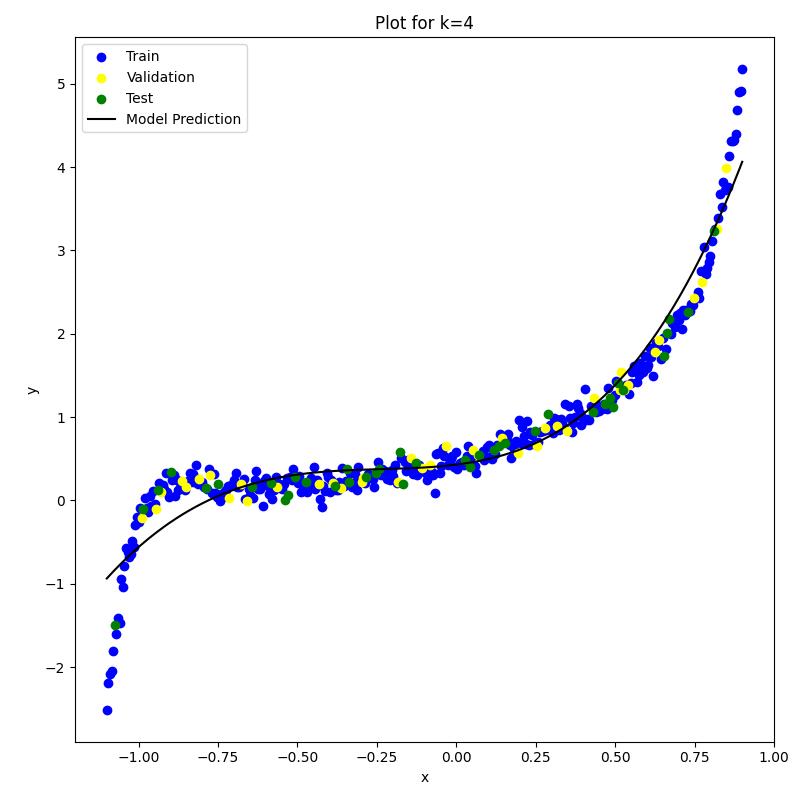 Plot for k=4
Train
Validation
Test
Model Prediction
5
4
3
2
1
0
−1
−2
y
−1.00 −0.75 −0.50 −0.25 0.00 0.25 0.50 0.75 1.00
x